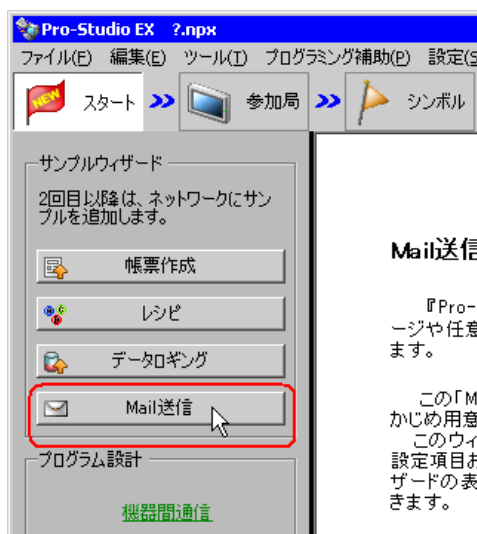 Pro-Studio EX ?.npx
ファイル(F) 編集(E) ツール(T) プログラミング補助(P) 設定(S
NEW スタート 参加局 シンボル
サンプルウィザード
2回目以降は、ネットワークにサン
プルを追加します。
帳票作成
レシピ
データロギング
Mail送信
プログラム設計
機器間通信
Mail送信
『Pro-
ージや任意
ます。
この「M
かじめ用意
このウィ
設定項目お
ザードの表
きます。